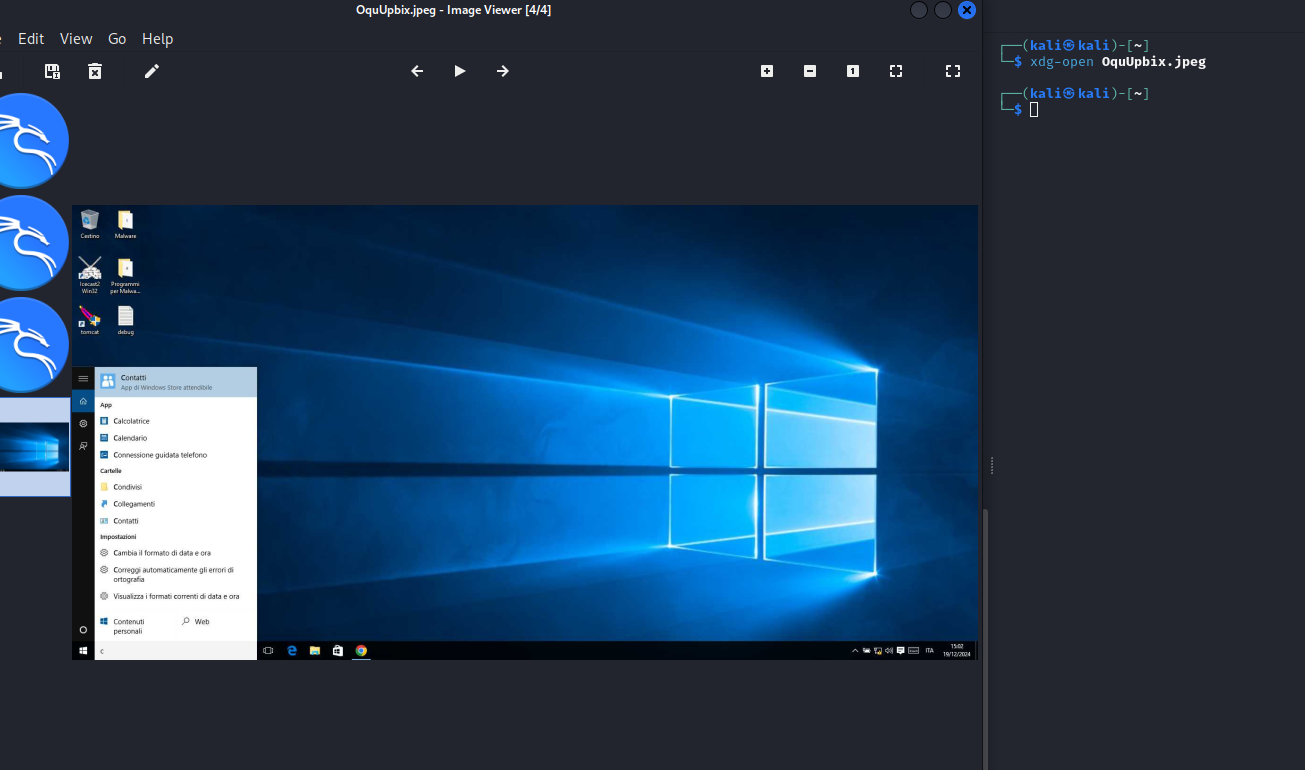 OquUpbix.jpeg - Image Viewer [4/4]
Edit View Go Help
┌──(kali㉿kali)-[~]
└─$ xdg-open OquUpbix.jpeg
┌──(kali㉿kali)-[~]
└─$
Cestino Malware
Icecast2 Win32
Programmi per Malwa...
tomcat debug
Contatti
App di Windows Store attendibile
App
Calcolatrice
Calendario
Connessione guidata telefono
Cartelle
Condivisi
Collegamenti
Contatti
Impostazioni
Cambia il formato di data e ora
Correggi automaticamente gli errori di
ortografia
Visualizza i formati correnti di data e ora
Contenuti
personali
Web
c
ITA
15:02
19/12/2024